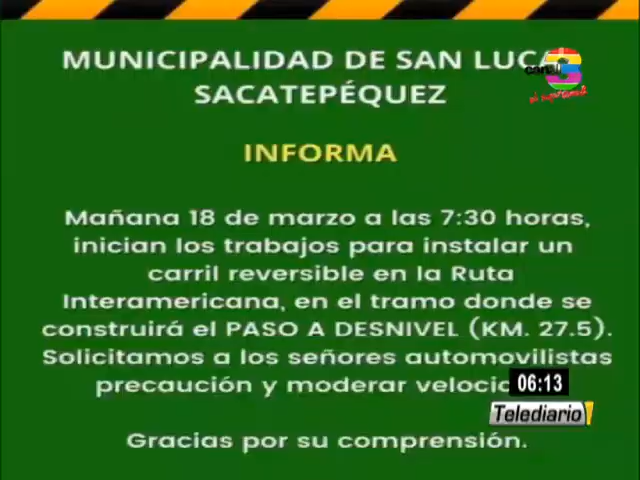 MUNICIPALIDAD DE SAN LUCAS
SACATEPÉQUEZ
canal 3
INFORMA
Mañana 18 de marzo a las 7:30 horas,
inician los trabajos para instalar un
carril reversible en la Ruta
Interamericana, en el tramo donde se
construirá el PASO A DESNIVEL (KM. 27.5).
Solicitamos a los señores automovilistas
precaución y moderar
06:13
Telediario
Gracias por su comprensión.